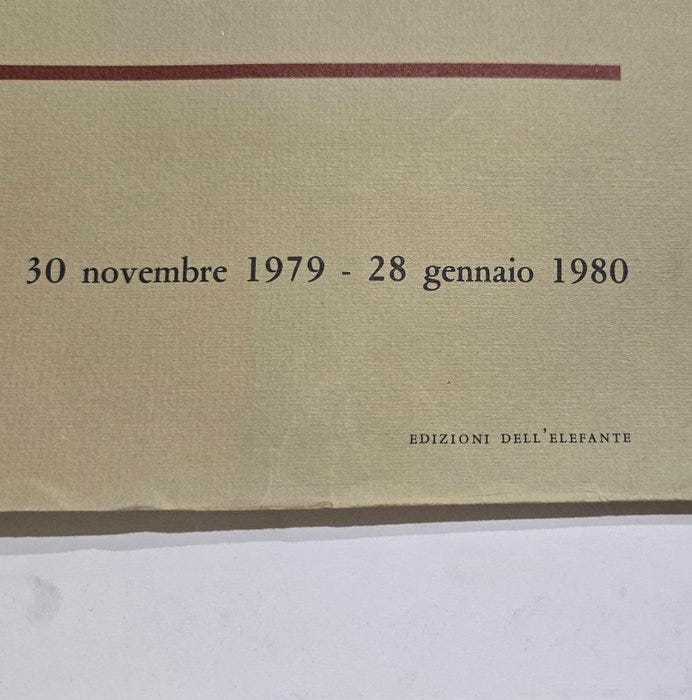 30 novembre 1979 - 28 gennaio 1980
EDIZIONI DELL'ELEFANTE